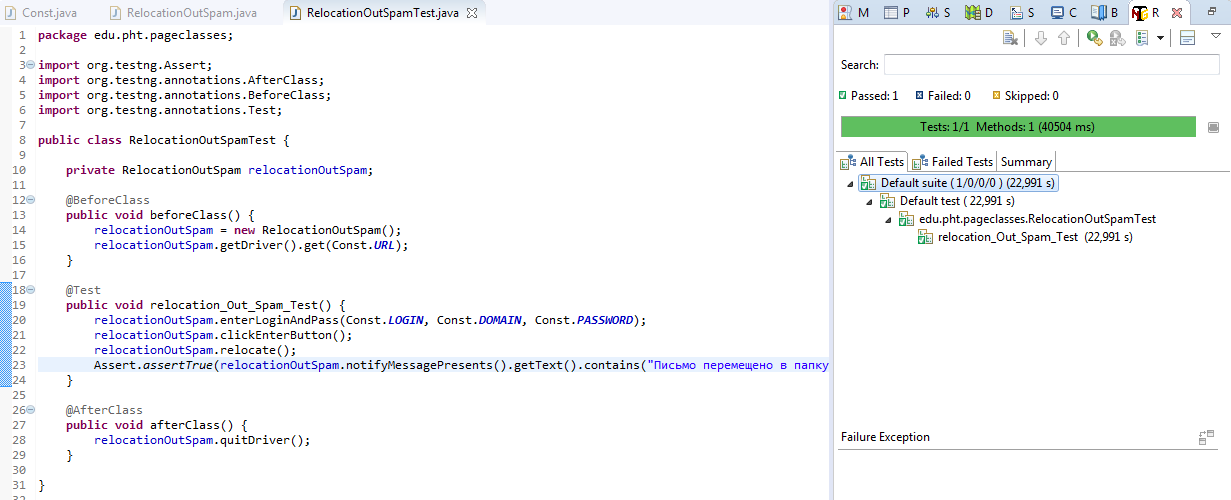 Const.java
RelocationOutSpam.java
RelocationOutSpamTest.java
1 package edu.pht.pageclasses;
2
3 import org.testng.Assert;
4 import org.testng.annotations.AfterClass;
5 import org.testng.annotations.BeforeClass;
6 import org.testng.annotations.Test;
7
8 public class RelocationOutSpamTest {
9
10 private RelocationOutSpam relocationOutSpam;
11
12 @BeforeClass
13 public void beforeClass() {
14 relocationOutSpam = new RelocationOutSpam();
15 relocationOutSpam.getDriver().get(Const.URL);
16 }
17
18 @Test
19 public void relocation_Out_Spam_Test() {
20 relocationOutSpam.enterLoginAndPass(Const.LOGIN, Const.DOMAIN, Const.PASSWORD);
21 relocationOutSpam.clickEnterButton();
22 relocationOutSpam.relocate();
23 Assert.assertTrue(relocationOutSpam.notifyMessagePresents().getText().contains("Письмо перемещено в папку
24 }
25
26 @AfterClass
27 public void afterClass() {
28 relocationOutSpam.quitDriver();
29 }
30
31 }
M P S D S C B R
Search:
Passed: 1 Failed: 0 Skipped: 0
Tests: 1/1 Methods: 1 (40504 ms)
All Tests Failed Tests Summary
Default suite ( 1/0/0/0 ) (22,991 s)
Default test ( 22,991 s)
edu.pht.pageclasses.RelocationOutSpamTest
relocation_Out_Spam_Test (22,991 s)
Failure Exception